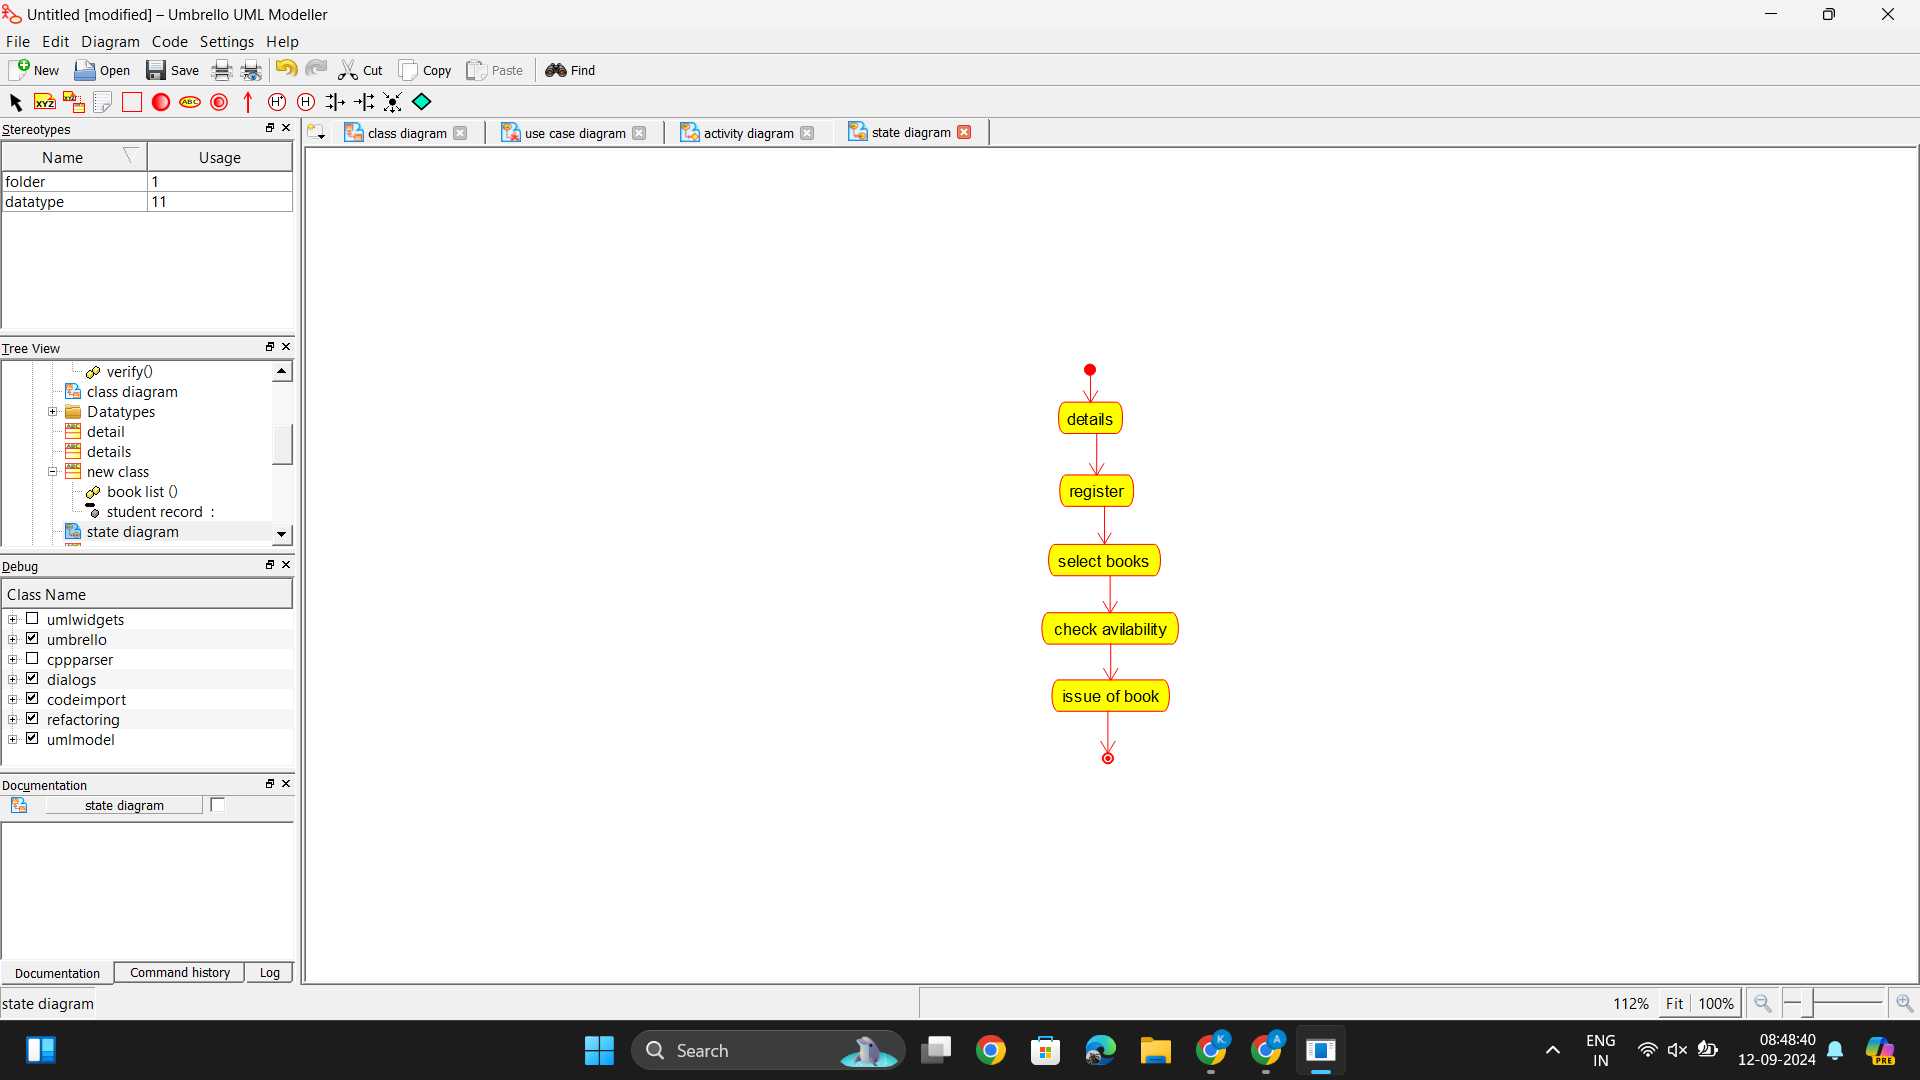 Untitled [modified] – Umbrello UML Modeller
File Edit Diagram Code Settings Help
New Open Save Cut Copy Paste Find
XYZ XYZ ABC H* H
Stereotypes
class diagram use case diagram activity diagram state diagram
Name Usage
folder 1
datatype 11
Tree View
verify()
class diagram
Datatypes
detail
details
new class
book list ()
student record :
state diagram
Debug
Class Name
umlwidgets
umbrello
cppparser
dialogs
codeimport
refactoring
umlmodel
Documentation
state diagram
Documentation Command history Log
details
register
select books
check avilability
issue of book
state diagram
112% Fit 100%
Search
K
A
ENG
IN
08:48:40
12-09-2024
PRE